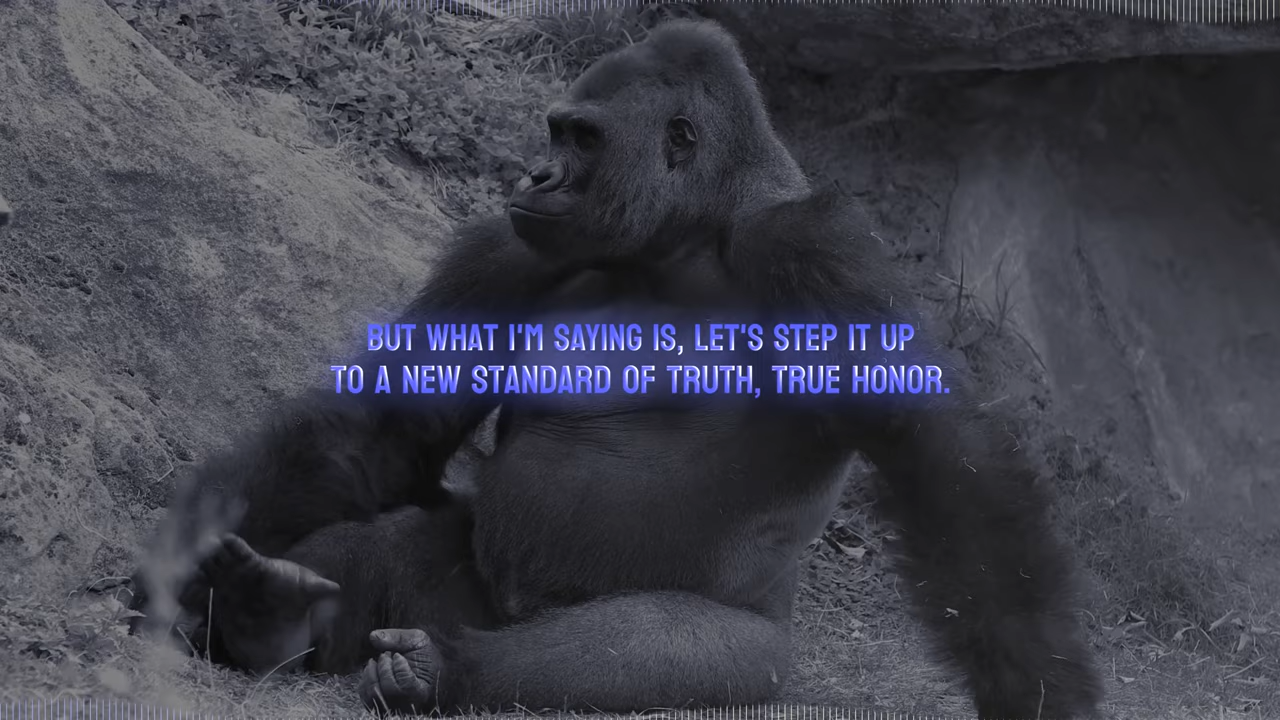 BUT WHAT I'M SAYING IS, LET'S STEP IT UP
TO A NEW STANDARD OF TRUTH, TRUE HONOR.